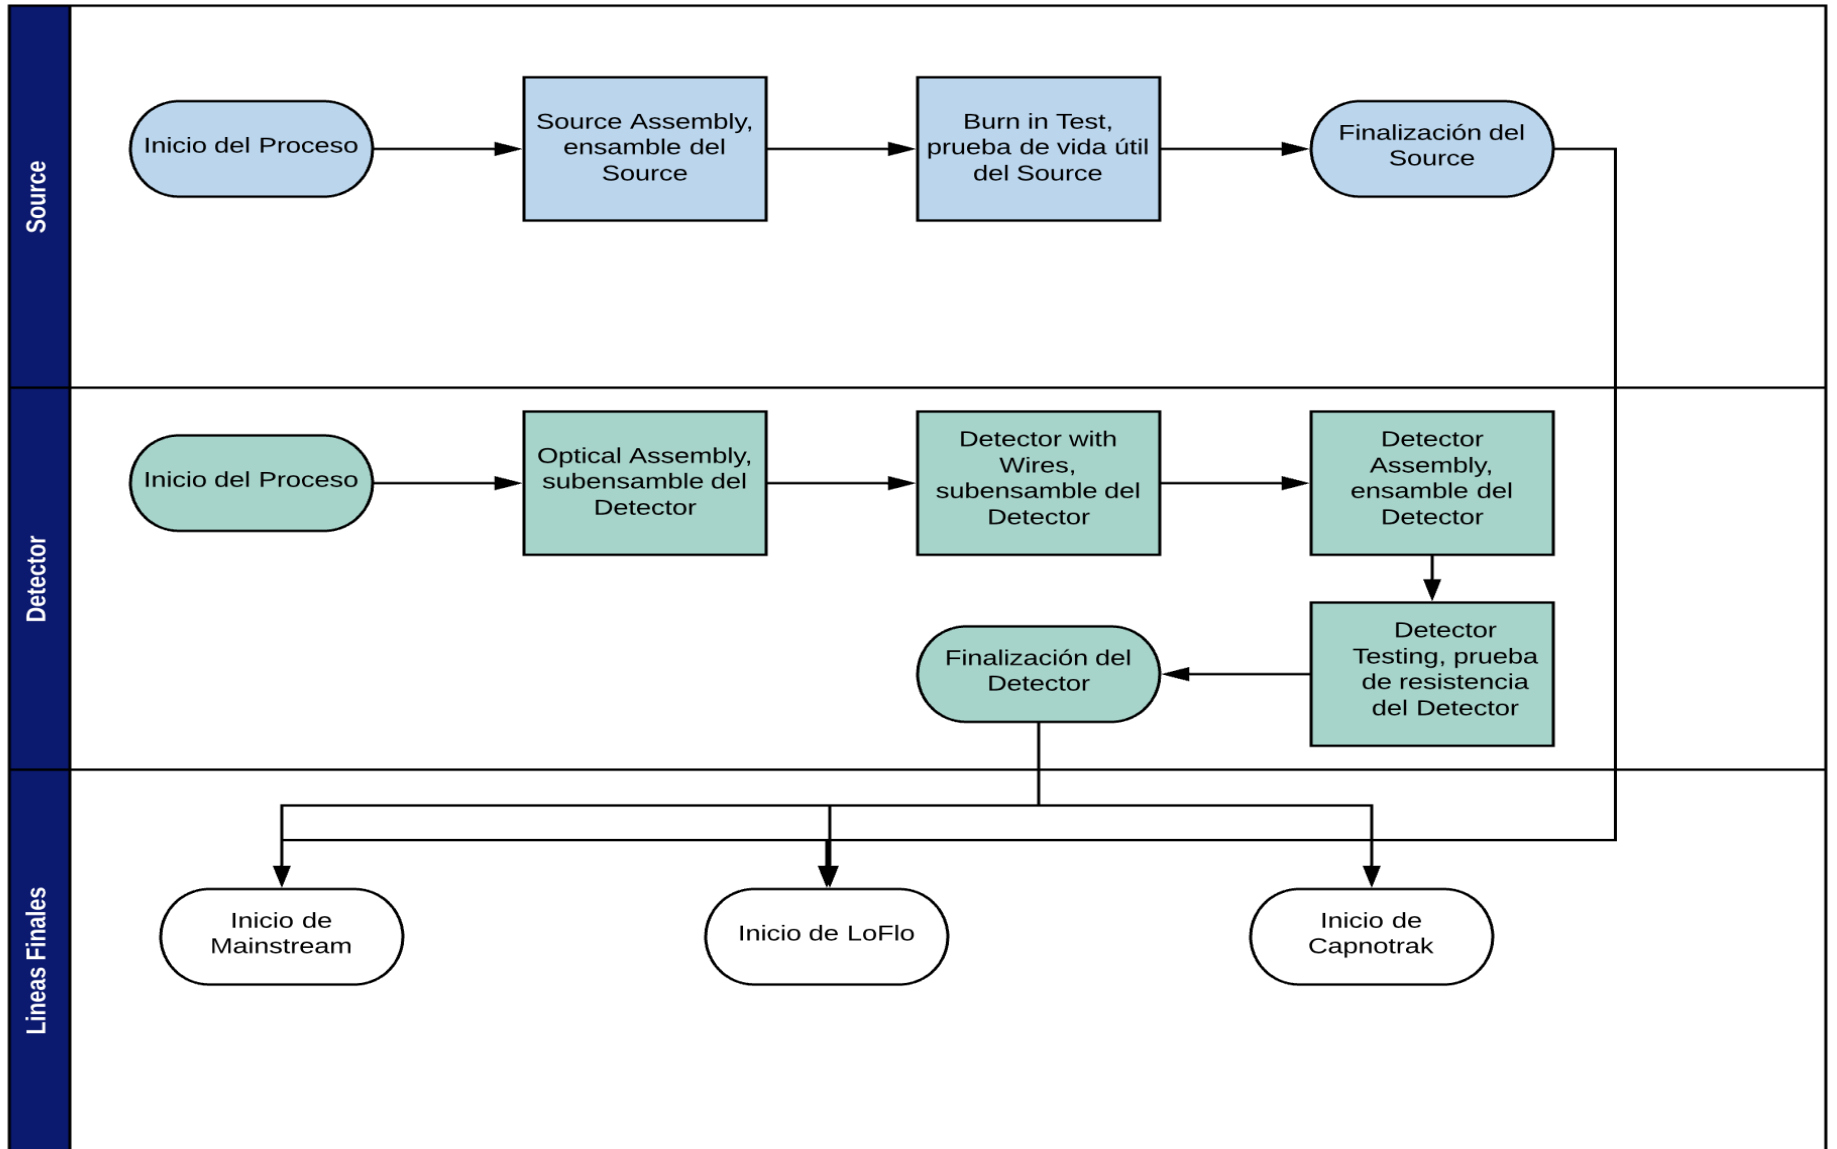 Source
Inicio del Proceso
Source Assembly,
ensamble del
Source
Burn in Test,
prueba de vida útil
del Source
Finalización del
Source
Detector
Inicio del Proceso
Optical Assembly,
subensamble del
Detector
Detector with
Wires,
subensamble del
Detector
Detector
Assembly,
ensamble del
Detector
Detector
Testing, prueba
de resistencia
del Detector
Finalización del
Detector
Lineas Finales
Inicio de
Mainstream
Inicio de LoFlo
Inicio de
Capnotrak